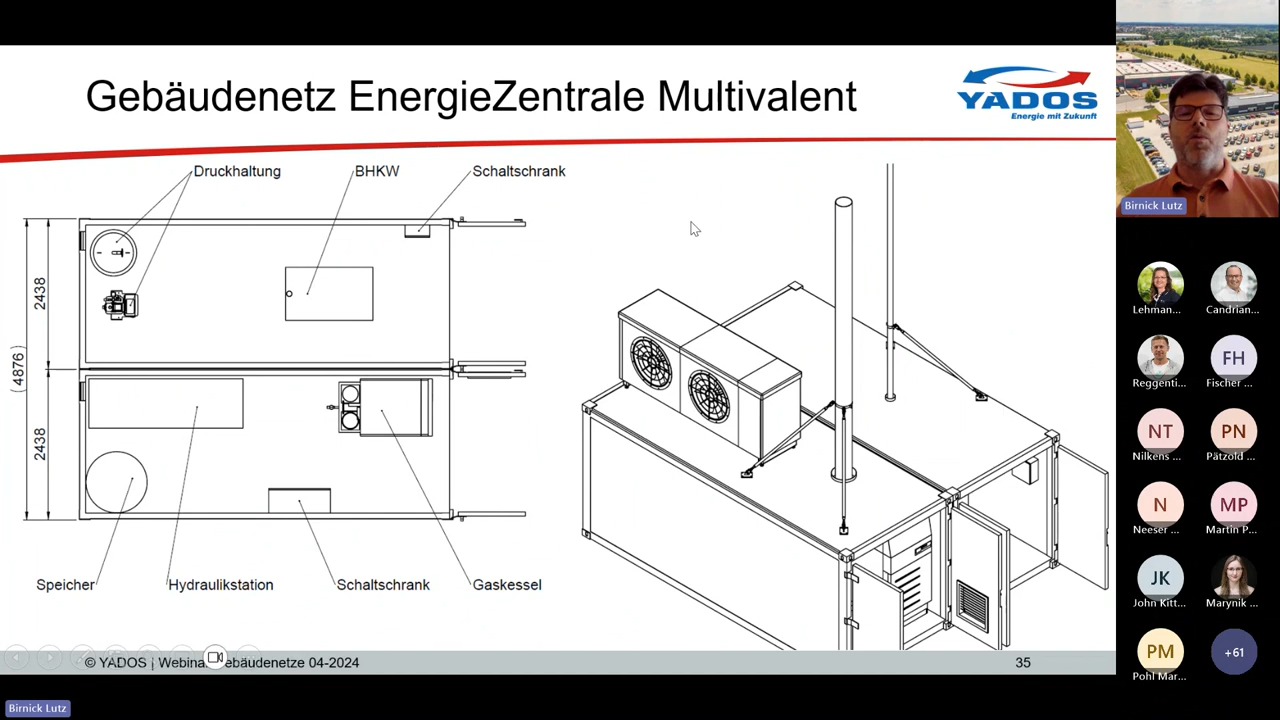 Gebäudenetz EnergieZentrale Multivalent
YADOS
Energie mit Zukunft
Druckhaltung
BHKW
Schaltschrank
2438
(4876)
2438
Speicher
Hydraulikstation
Schaltschrank
Gaskessel
© YADOS | Webinar Gebäudenetze 04-2024
35
Birnick Lutz
Lehman...
Candrian...
Reggenti...
FH
Fischer ...
NT
Nilkens ...
PN
Pätzold ...
N
Neeser ...
MP
Martin P...
JK
John Kitt...
Marynik ...
PM
Pohl Mar...
+61
Birnick Lutz